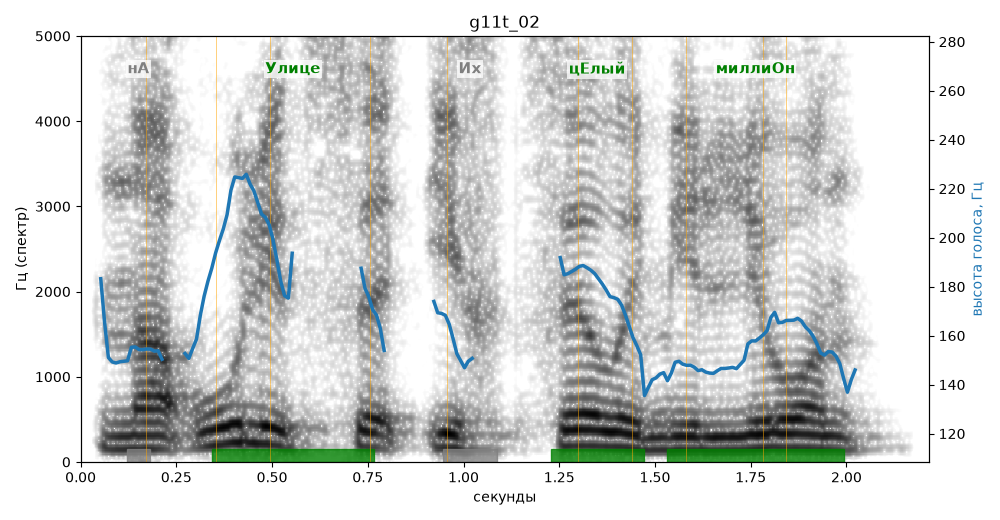 g11t_02
нА
Улице
Их
цЕлый
миллиОн
5000
4000
3000
2000
1000
0
Гц (спектр)
280
260
240
220
200
180
160
140
120
высота голоса, Гц
0.00 0.25 0.50 0.75 1.00 1.25 1.50 1.75 2.00
секунды